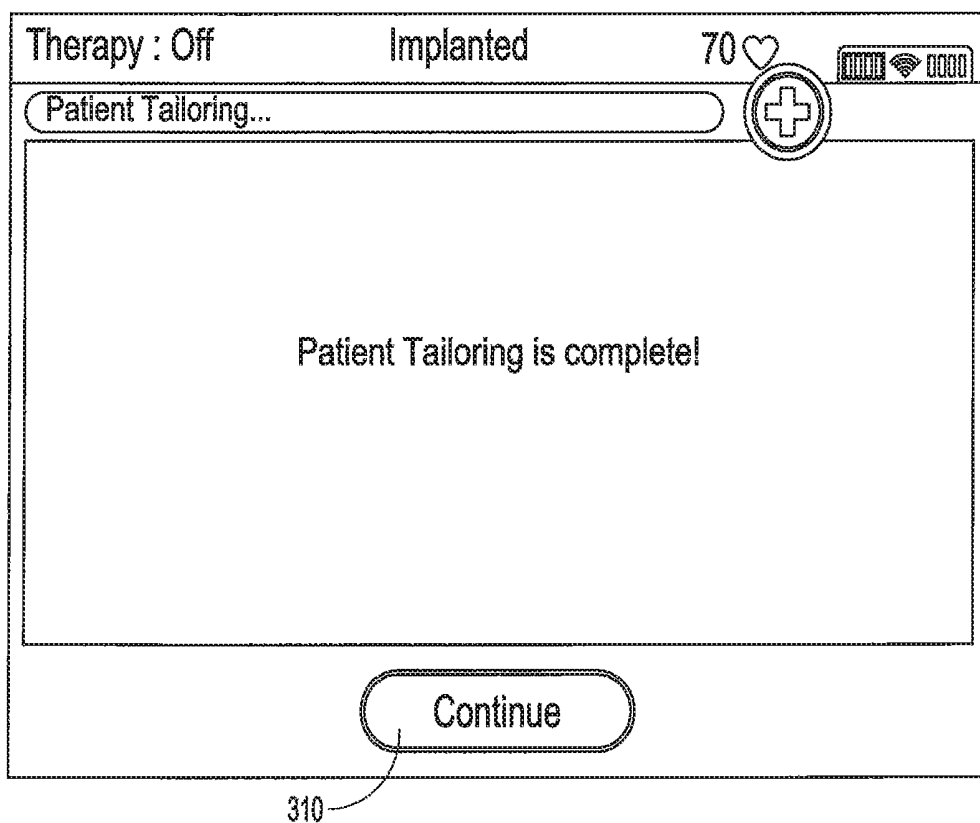 Therapy : Off Implanted 70
Patient Tailoring...
Patient Tailoring is complete!
Continue
310